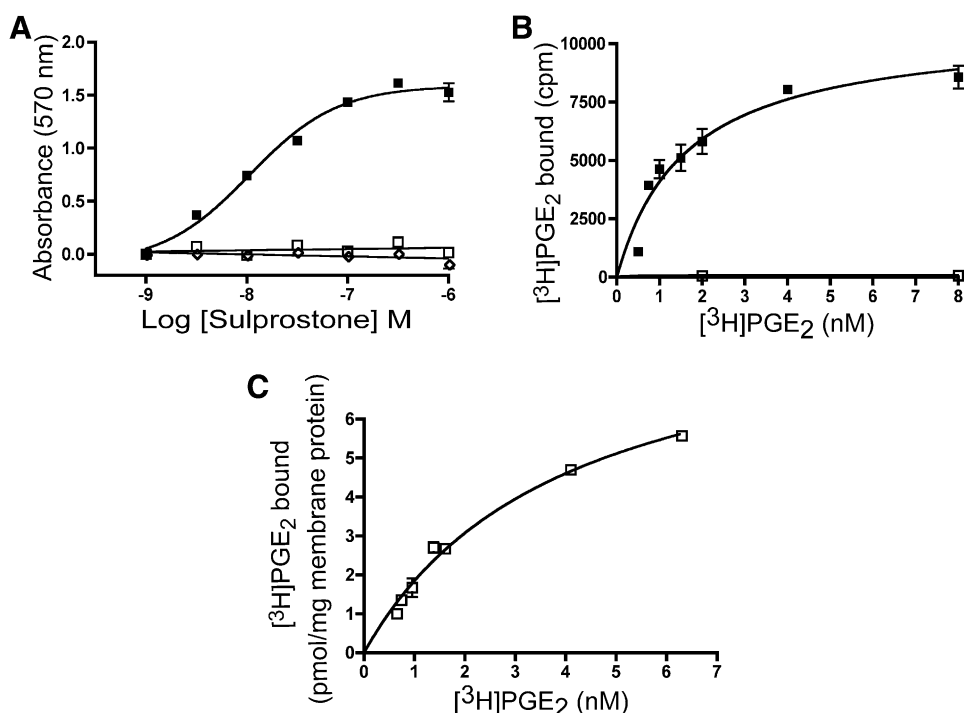 A
Absorbance (570 nm)
2.0
1.5
1.0
0.5
0.0
-9 -8 -7 -6
Log [Sulprostone] M
B
[³H]PGE₂ bound (cpm)
10000
7500
5000
2500
0
0 1 2 3 4 5 6 7 8
[³H]PGE₂ (nM)
C
[³H]PGE₂ bound
(pmol/mg membrane protein)
6
5
4
3
2
1
0
0 1 2 3 4 5 6 7
[³H]PGE₂ (nM)